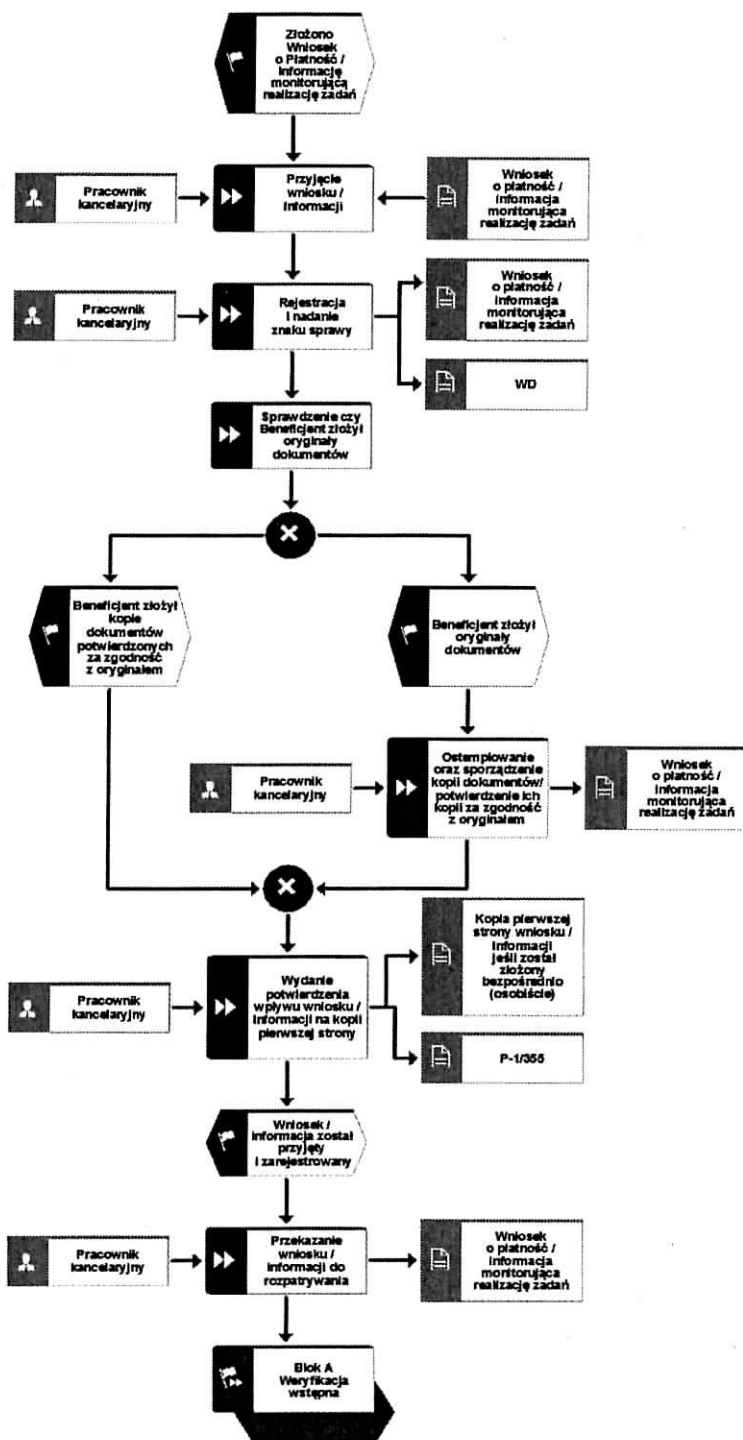 Złożono
Wniosek
o Płatność /
Informację
monitorującą
realizację zadań
Pracownik
kancelaryjny
Przyjęcie
wniosku /
Informacji
Wniosek
o płatność /
Informacja
monitorująca
realizację zadań
Pracownik
kancelaryjny
Rejestracja
i nadanie
znaku sprawy
Wniosek
o płatność /
Informacja
monitorująca
realizację zadań
WD
Sprawdzenie czy
Beneficjent złożył
oryginały
dokumentów
Beneficjent złożył
kopie
dokumentów
potwierdzonych
za zgodność
z oryginałem
Beneficjent złożył
oryginały
dokumentów
Pracownik
kancelaryjny
Ostemplowanie
oraz sporządzenie
kopii dokumentów/
potwierdzenie ich
kopii za zgodność
z oryginałem
Wniosek
o płatność /
Informacja
monitorująca
realizację zadań
Pracownik
kancelaryjny
Wydanie
potwierdzenia
wpływu wniosku /
Informacji na kopii
pierwszej strony
Kopia pierwszej
strony wniosku /
Informacji
jeśli został
złożony
bezpośrednio
(osobiście)
P-1/355
Wniosek /
Informacja został
przyjęty
i zarejestrowany
Pracownik
kancelaryjny
Przekazanie
wniosku /
Informacji do
rozpatrywania
Wniosek
o płatność /
Informacja
monitorująca
realizację zadań
Blok A
Weryfikacja
wstępna